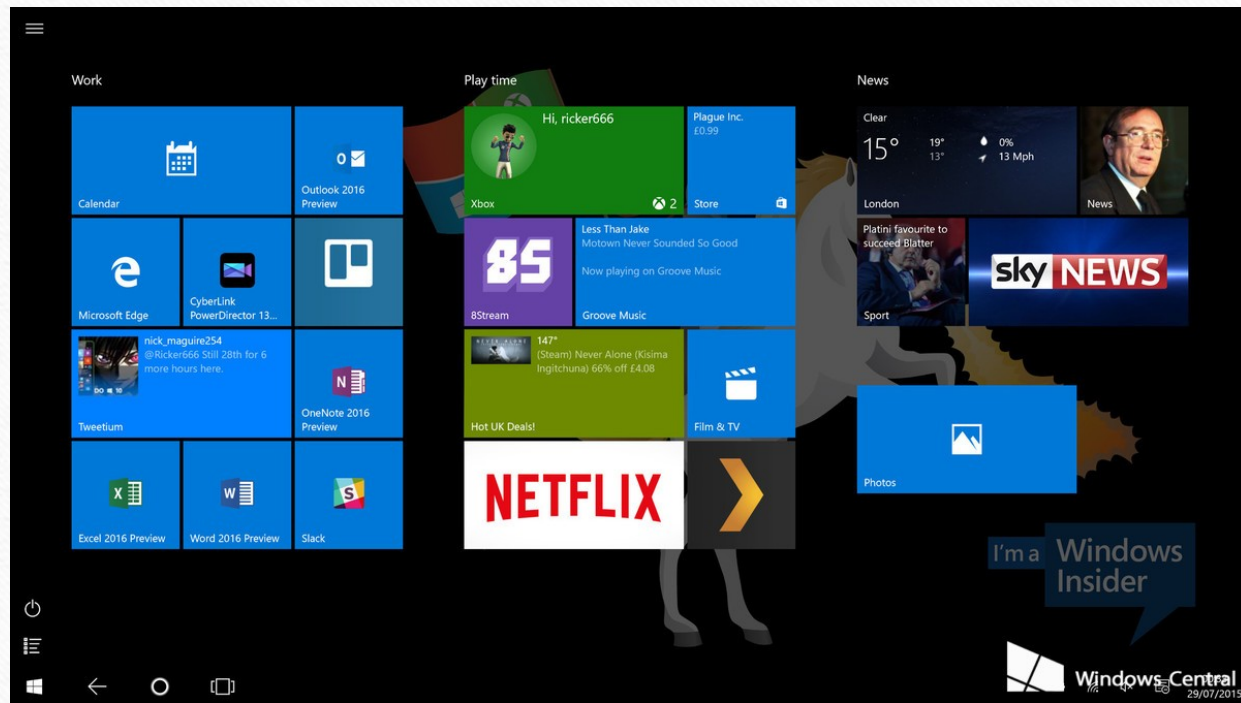 Work
Play time
News
Calendar
Outlook 2016
Preview
Hi, ricker666
Xbox
2
Plague Inc.
£0.99
Store
Clear
15°
19°
13°
0%
13 Mph
London
News
Microsoft Edge
CyberLink
PowerDirector 13...
85
8Stream
Less Than Jake
Motown Never Sounded So Good
Now playing on Groove Music
Groove Music
Platini favourite to
succeed Blatter
Sport
sky NEWS
nick_maguire254
@Ricker666 Still 28th for 6
more hours here.
Tweetium
OneNote 2016
Preview
147°
(Steam) Never Alone (Kisima
Ingitchuna) 66% off £4.08
Hot UK Deals!
Film & TV
Photos
Excel 2016 Preview
Word 2016 Preview
Slack
NETFLIX
I'm a Windows
Insider
Windows Central
29/07/2015